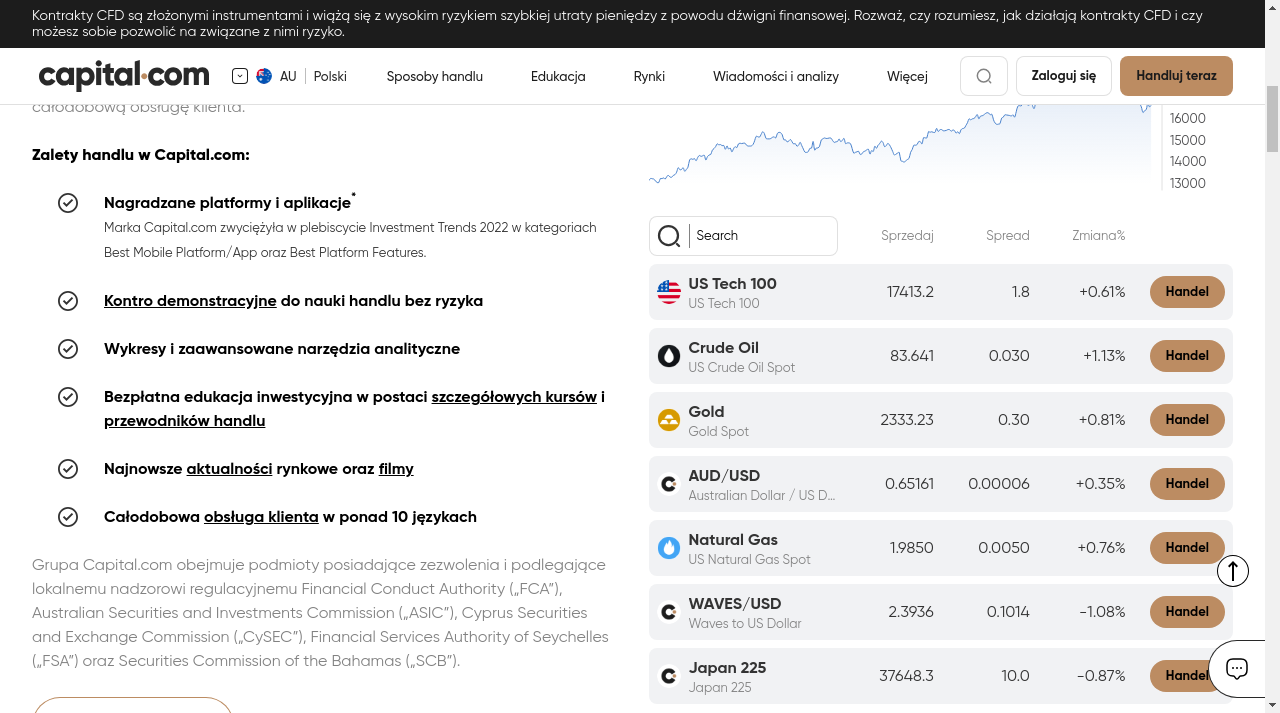 Kontrakty CFD są złożonymi instrumentami i wiążą się z wysokim ryzykiem szybkiej utraty pieniędzy z powodu dźwigni finansowej. Rozważ, czy rozumiesz, jak działają kontrakty CFD i czy
możesz sobie pozwolić na związane z nimi ryzyko.
capital.com
AU
Polski
Sposoby handlu
Edukacja
Rynki
Wiadomości i analizy
Więcej
Zaloguj się
Handluj teraz
całodobową obsługę klienta.
Zalety handlu w Capital.com:
Nagradzane platformy i aplikacje*
Marka Capital.com zwyciężyła w plebiscycie Investment Trends 2022 w kategoriach
Best Mobile Platform/App oraz Best Platform Features.
Kontro demonstracyjne do nauki handlu bez ryzyka
Wykresy i zaawansowane narzędzia analityczne
Bezpłatna edukacja inwestycyjna w postaci szczegółowych kursów i
przewodników handlu
Najnowsze aktualności rynkowe oraz filmy
Całodobowa obsługa klienta w ponad 10 językach
Grupa Capital.com obejmuje podmioty posiadające zezwolenia i podlegające
lokalnemu nadzorowi regulacyjnemu Financial Conduct Authority („FCA”),
Australian Securities and Investments Commission („ASIC”), Cyprus Securities
and Exchange Commission („CySEC”), Financial Services Authority of Seychelles
(„FSA”) oraz Securities Commission of the Bahamas („SCB”).
16000
15000
14000
13000
Search
Sprzedaj
Spread
Zmiana%
US Tech 100
US Tech 100
17413.2
1.8
+0.61%
Handel
Crude Oil
US Crude Oil Spot
83.641
0.030
+1.13%
Handel
Gold
Gold Spot
2333.23
0.30
+0.81%
Handel
AUD/USD
Australian Dollar / US D...
0.65161
0.00006
+0.35%
Handel
Natural Gas
US Natural Gas Spot
1.9850
0.0050
+0.76%
Handel
WAVES/USD
Waves to US Dollar
2.3936
0.1014
-1.08%
Handel
Japan 225
Japan 225
37648.3
10.0
-0.87%
Handel